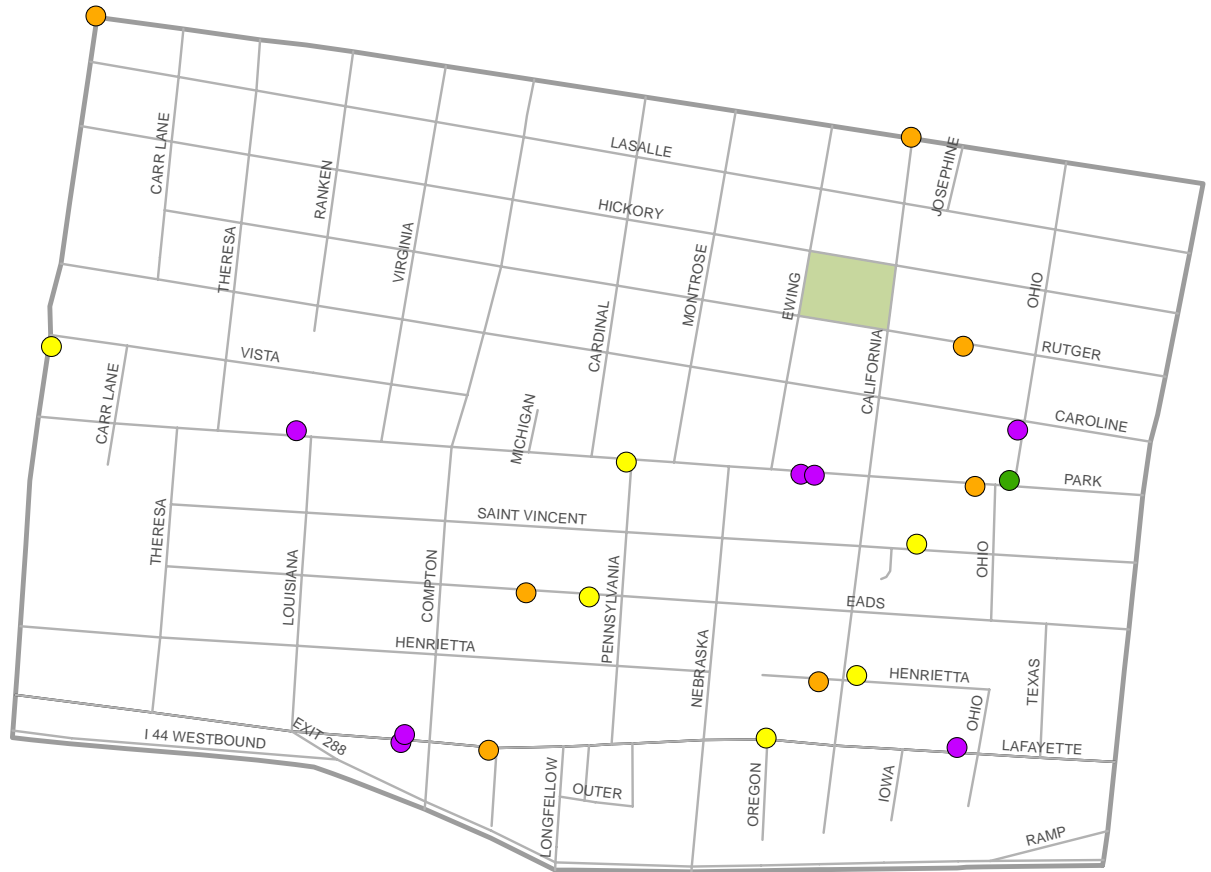 LASALLE
JOSEPHINE
CARR LANE
RANKEN
HICKORY
THERESA
VIRGINIA
MONTROSE
EWING
OHIO
CARDINAL
RUTGER
VISTA
CALIFORNIA
CARR LANE
MICHIGAN
CAROLINE
PARK
SAINT VINCENT
THERESA
LOUISIANA
COMPTON
PENNSYLVANIA
OHIO
EADS
HENRIETTA
NEBRASKA
HENRIETTA
TEXAS
OHIO
EXIT 288
I 44 WESTBOUND
LAFAYETTE
LONGFELLOW
OUTER
OREGON
IOWA
RAMP